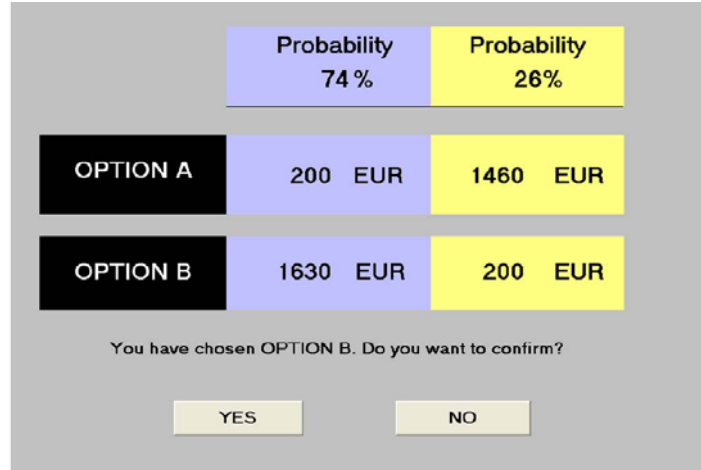 Probability Probability
74% 26%
OPTION A 200 EUR 1460 EUR
OPTION B 1630 EUR 200 EUR
You have chosen OPTION B. Do you want to confirm?
YES NO